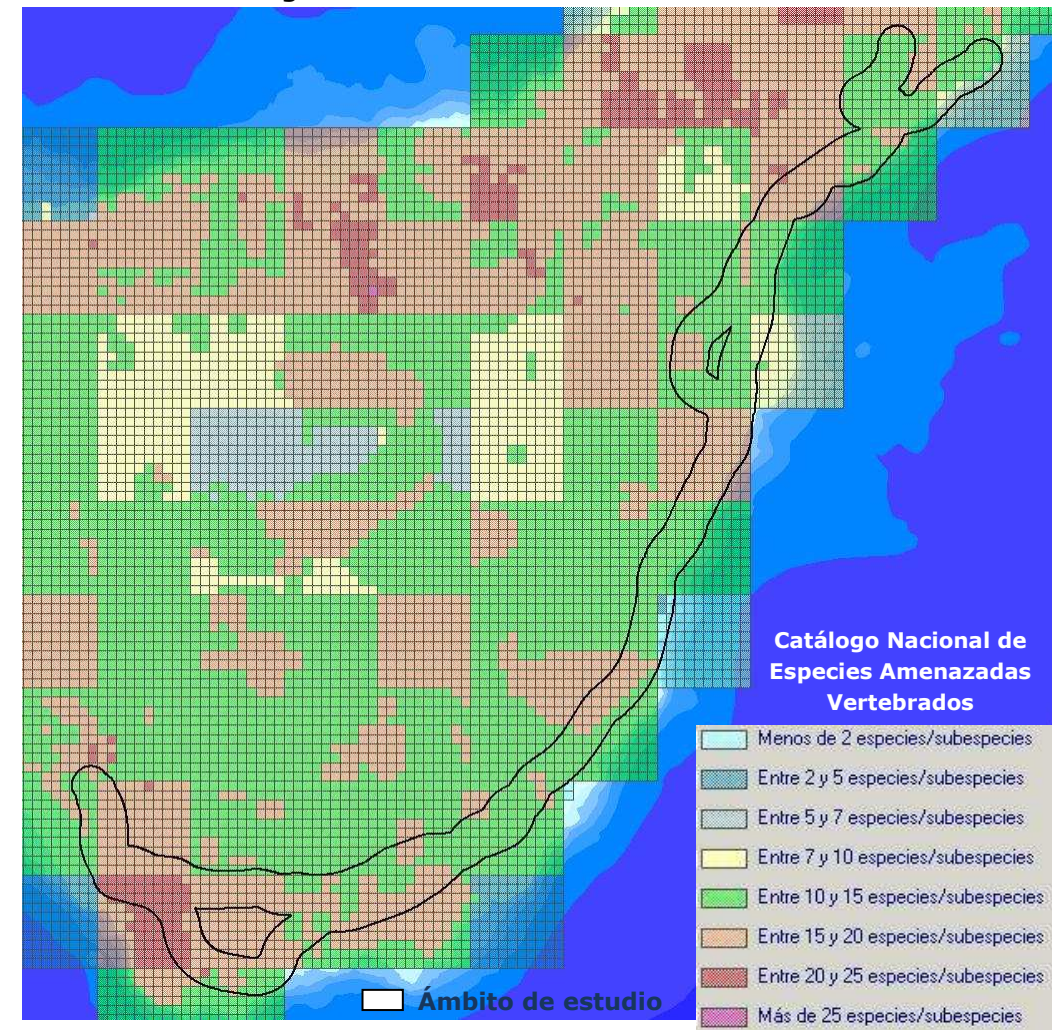 Catálogo Nacional de
Especies Amenazadas
Vertebrados
Menos de 2 especies/subespecies
Entre 2 y 5 especies/subespecies
Entre 5 y 7 especies/subespecies
Entre 7 y 10 especies/subespecies
Entre 10 y 15 especies/subespecies
Entre 15 y 20 especies/subespecies
Entre 20 y 25 especies/subespecies
Más de 25 especies/subespecies
Ámbito de estudio